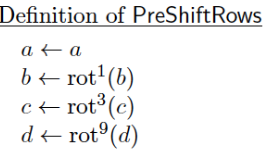 Definition of PreShiftRows
a ← a
b ← rot¹(b)
c ← rot³(c)
d ← rot⁹(d)